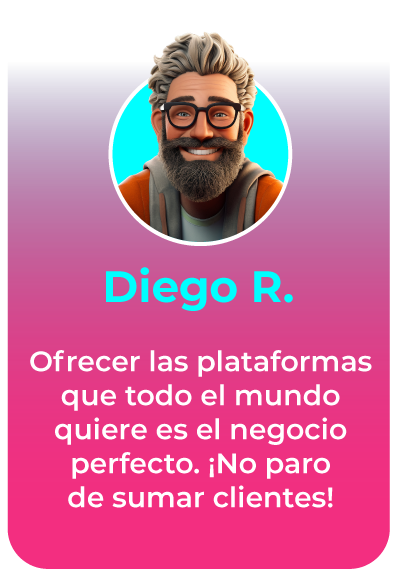 Diego R.
Ofrecer las plataformas
que todo el mundo
quiere es el negocio
perfecto. ¡No paro
de sumar clientes!